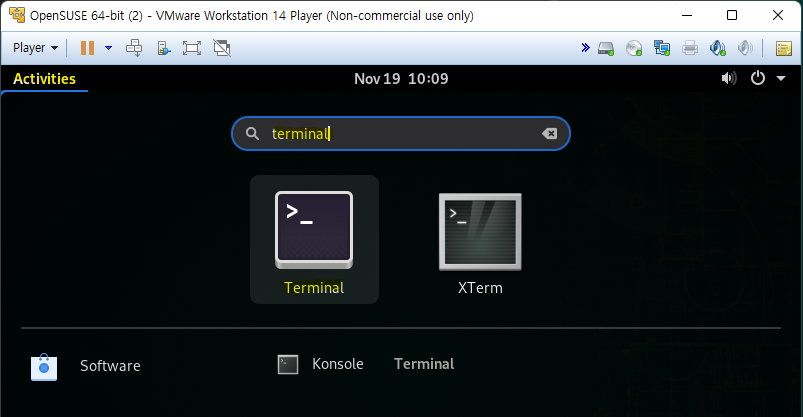 OpenSUSE 64-bit (2) - VMware Workstation 14 Player (Non-commercial use only)
Player
Activities Nov 19 10:09
terminal
>_ >_
Terminal XTerm
Software Konsole Terminal